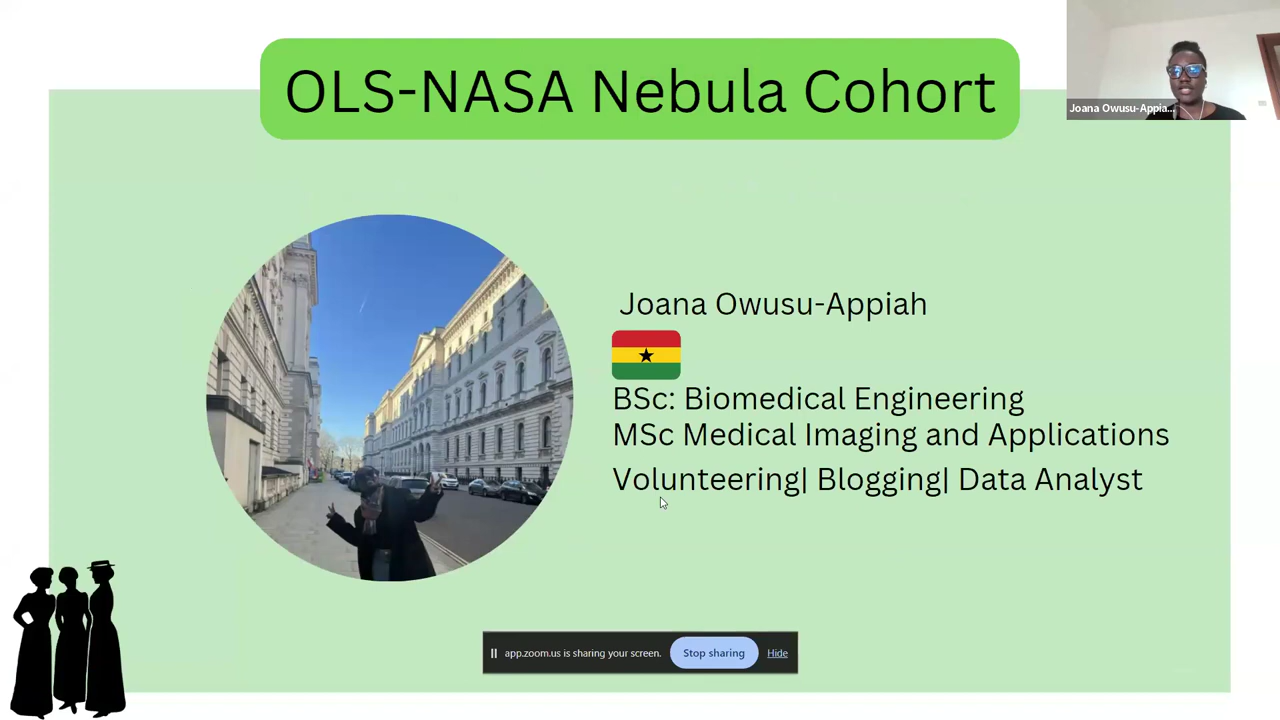 OLS-NASA Nebula Cohort
Joana Owusu-Appia...
Joana Owusu-Appiah
BSc: Biomedical Engineering
MSc Medical Imaging and Applications
Volunteering| Blogging| Data Analyst
app.zoom.us is sharing your screen. Stop sharing Hide